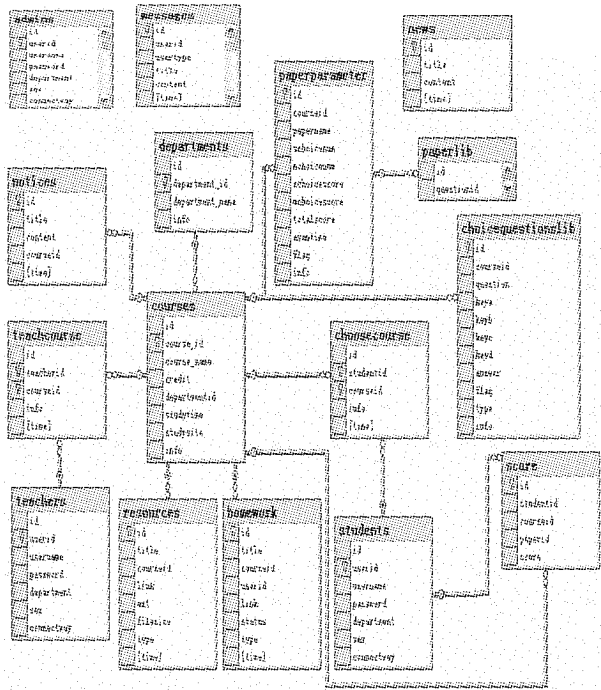 admins
id
userid
username
password
department
sex
connectway
messages
id
userid
usertype
title
content
[time]
news
id
title
content
[time]
paperparameter
id
courseid
papername
totalscore
flag
info
paperlib
id
questionid
departments
id
department_id
department_name
info
notices
id
title
content
courseid
[time]
choicequestionslib
id
courseid
question
keya
keyb
keyc
keyd
answer
flag
type
info
courses
id
course_id
course_name
credit
departmentid
studytime
studysite
info
teachcourse
id
teacherid
courseid
info
[time]
choosecourse
id
studentid
courseid
info
[time]
score
id
studentid
courseid
paperid
score
teachers
id
userid
username
password
department
sex
connectway
resources
id
title
courseid
link
filesize
type
[time]
homework
id
title
courseid
userid
link
status
type
[time]
students
id
userid
username
password
department
sex
connectway